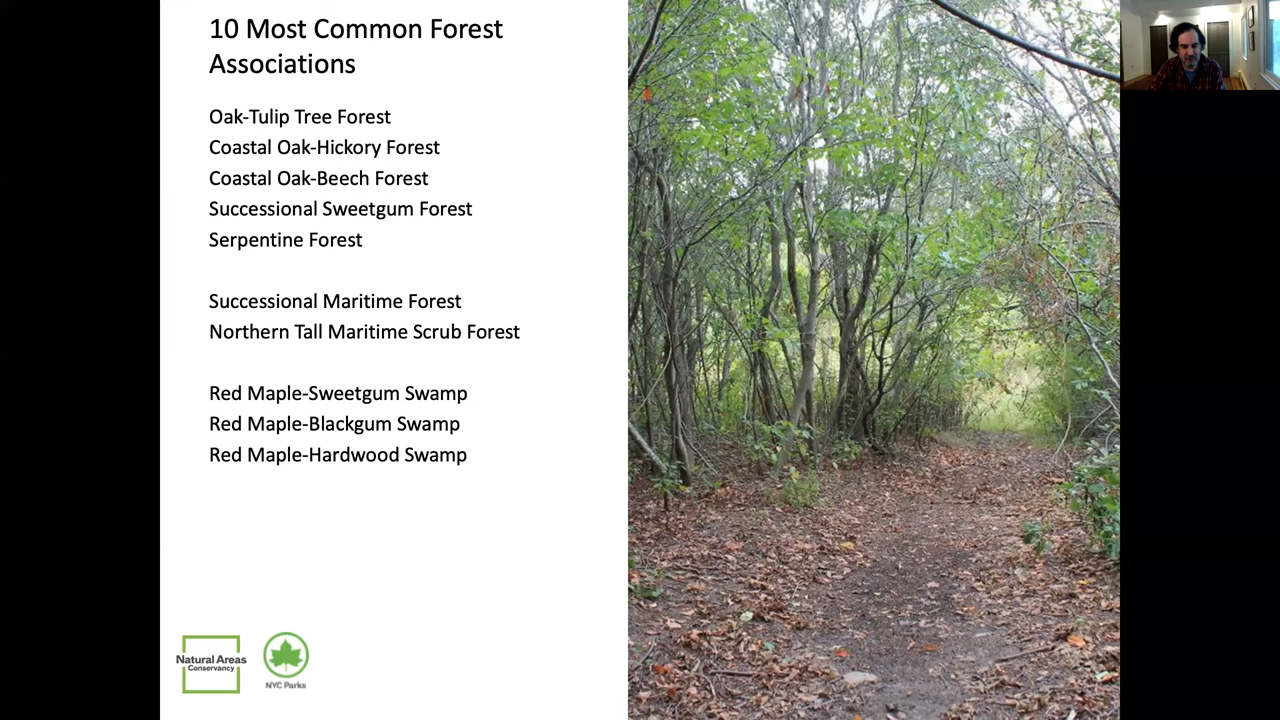 10 Most Common Forest
Associations
Oak-Tulip Tree Forest
Coastal Oak-Hickory Forest
Coastal Oak-Beech Forest
Successional Sweetgum Forest
Serpentine Forest
Successional Maritime Forest
Northern Tall Maritime Scrub Forest
Red Maple-Sweetgum Swamp
Red Maple-Blackgum Swamp
Red Maple-Hardwood Swamp
Natural Areas
Conservancy
NYC Parks